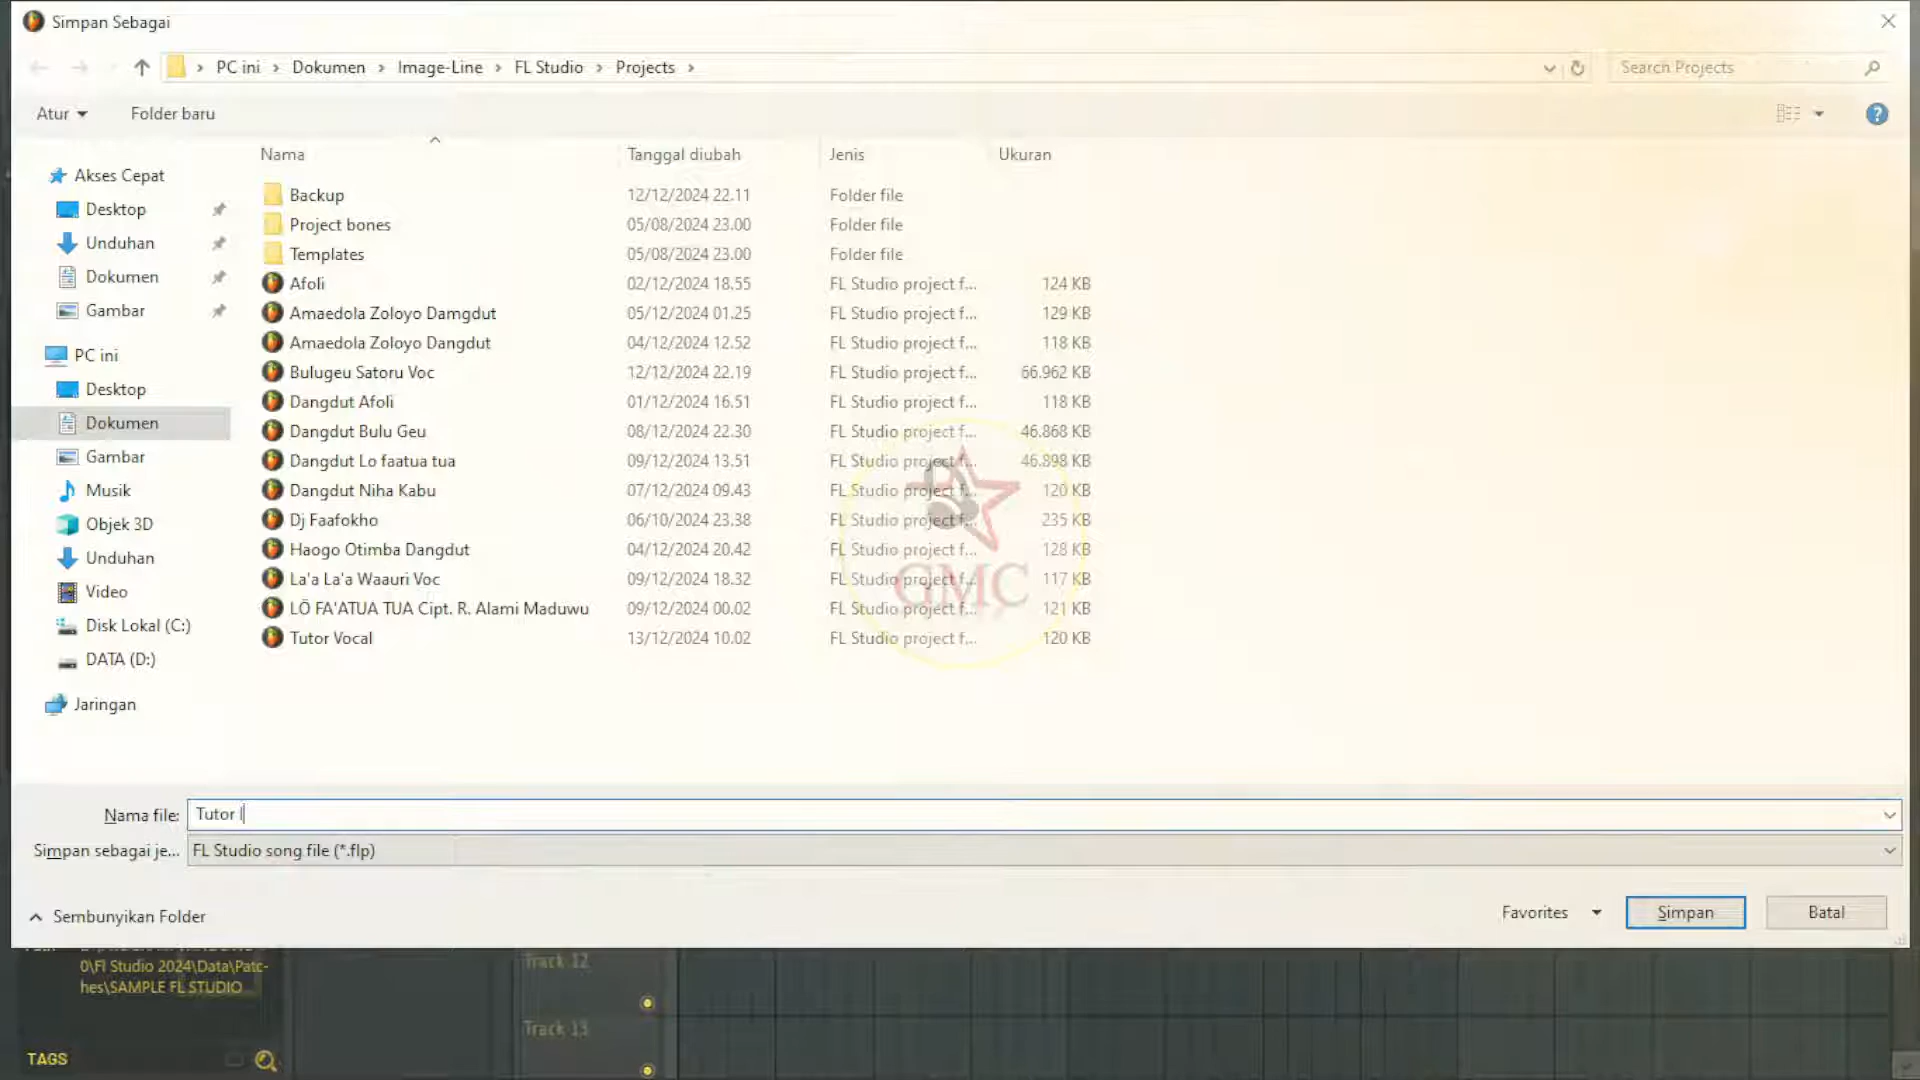 Simpan Sebagai
PC ini › Dokumen › Image-Line › FL Studio › Projects ›
Search Projects
Atur
Folder baru
Nama
Tanggal diubah
Jenis
Ukuran
Akses Cepat
Desktop
Unduhan
Dokumen
Gambar
PC ini
Desktop
Dokumen
Gambar
Musik
Objek 3D
Unduhan
Video
Disk Lokal (C:)
DATA (D:)
Jaringan
Backup 12/12/2024 22.11 Folder file
Project bones 05/08/2024 23.00 Folder file
Templates 05/08/2024 23.00 Folder file
Afoli 02/12/2024 18.55 FL Studio project f... 124 KB
Amaedola Zoloyo Damgdut 05/12/2024 01.25 FL Studio project f... 129 KB
Amaedola Zoloyo Dangdut 04/12/2024 12.52 FL Studio project f... 118 KB
Bulugeu Satoru Voc 12/12/2024 22.19 FL Studio project f... 66.962 KB
Dangdut Afoli 01/12/2024 16.51 FL Studio project f... 118 KB
Dangdut Bulu Geu 08/12/2024 22.30 FL Studio project f... 46.868 KB
Dangdut Lo faatua tua 09/12/2024 13.51 FL Studio project f... 46.898 KB
Dangdut Niha Kabu 07/12/2024 09.43 FL Studio project f... 120 KB
Dj Faafokho 06/10/2024 23.38 FL Studio project f... 235 KB
Haogo Otimba Dangdut 04/12/2024 20.42 FL Studio project f... 128 KB
La'a La'a Waauri Voc 09/12/2024 18.32 FL Studio project f... 117 KB
LÖ FA'ATUA TUA Cipt. R. Alami Maduwu 09/12/2024 00.02 FL Studio project f... 121 KB
Tutor Vocal 13/12/2024 10.02 FL Studio project f... 120 KB
GMC
Nama file: Tutor l
Simpan sebagai je... FL Studio song file (*.flp)
Sembunyikan Folder
Favorites
Simpan
Batal
0\Fl Studio 2024\Data\Patc-
hes\SAMPLE FL STUDIO
Track 12
Track 13
TAGS